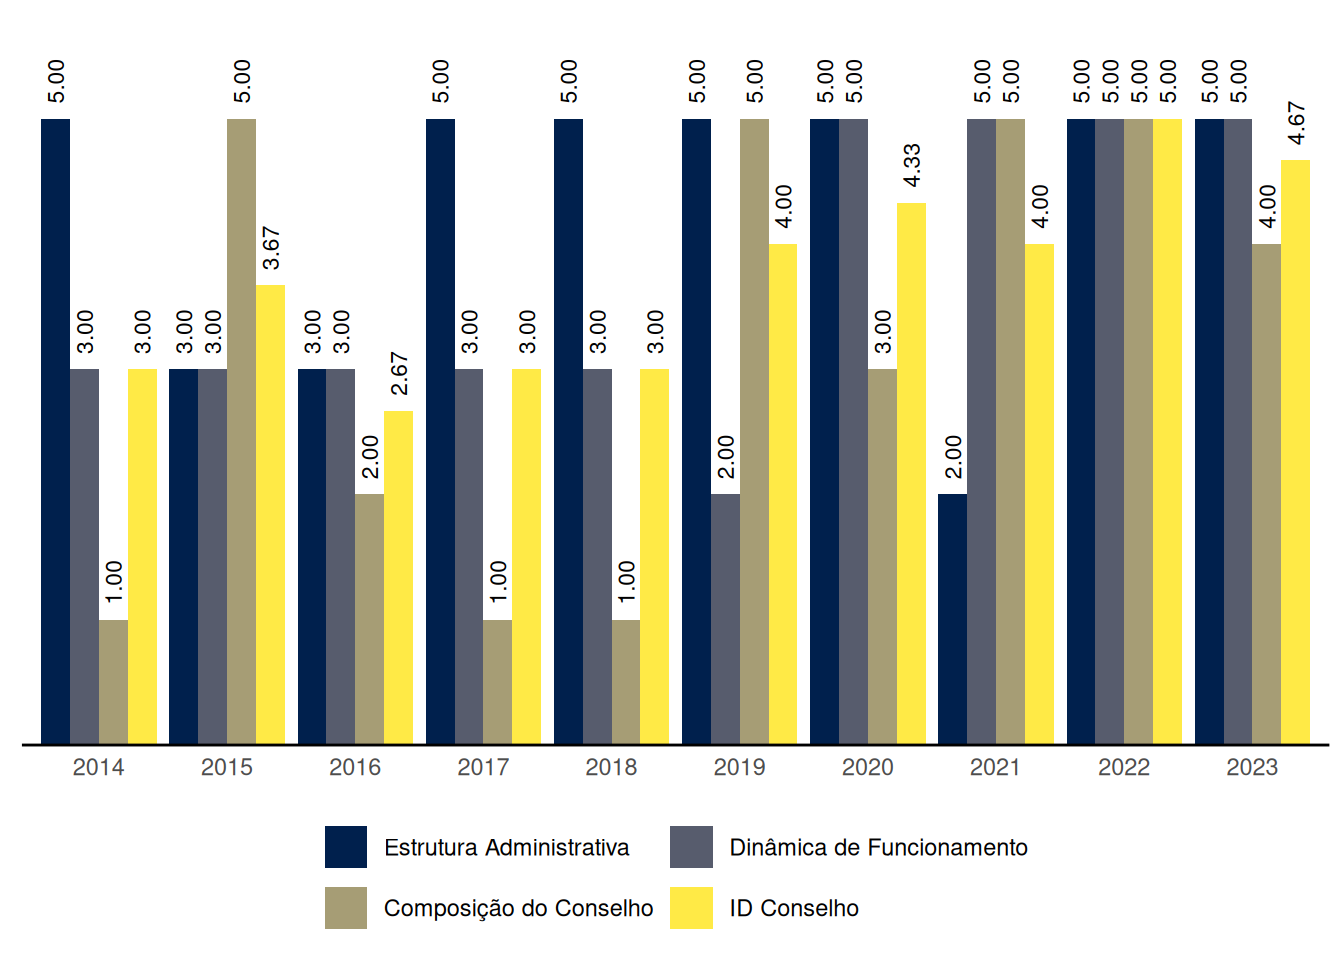 5.00 3.00 1.00 3.00
3.00 3.00 5.00 3.67
3.00 3.00 2.00 2.67
5.00 3.00 1.00 3.00
5.00 3.00 1.00 3.00
5.00 2.00 5.00 4.00
5.00 5.00 3.00 4.33
2.00 5.00 5.00 4.00
5.00 5.00 5.00 5.00
5.00 5.00 4.00 4.67
2014 2015 2016 2017 2018 2019 2020 2021 2022 2023
Estrutura Administrativa Dinâmica de Funcionamento
Composição do Conselho ID Conselho